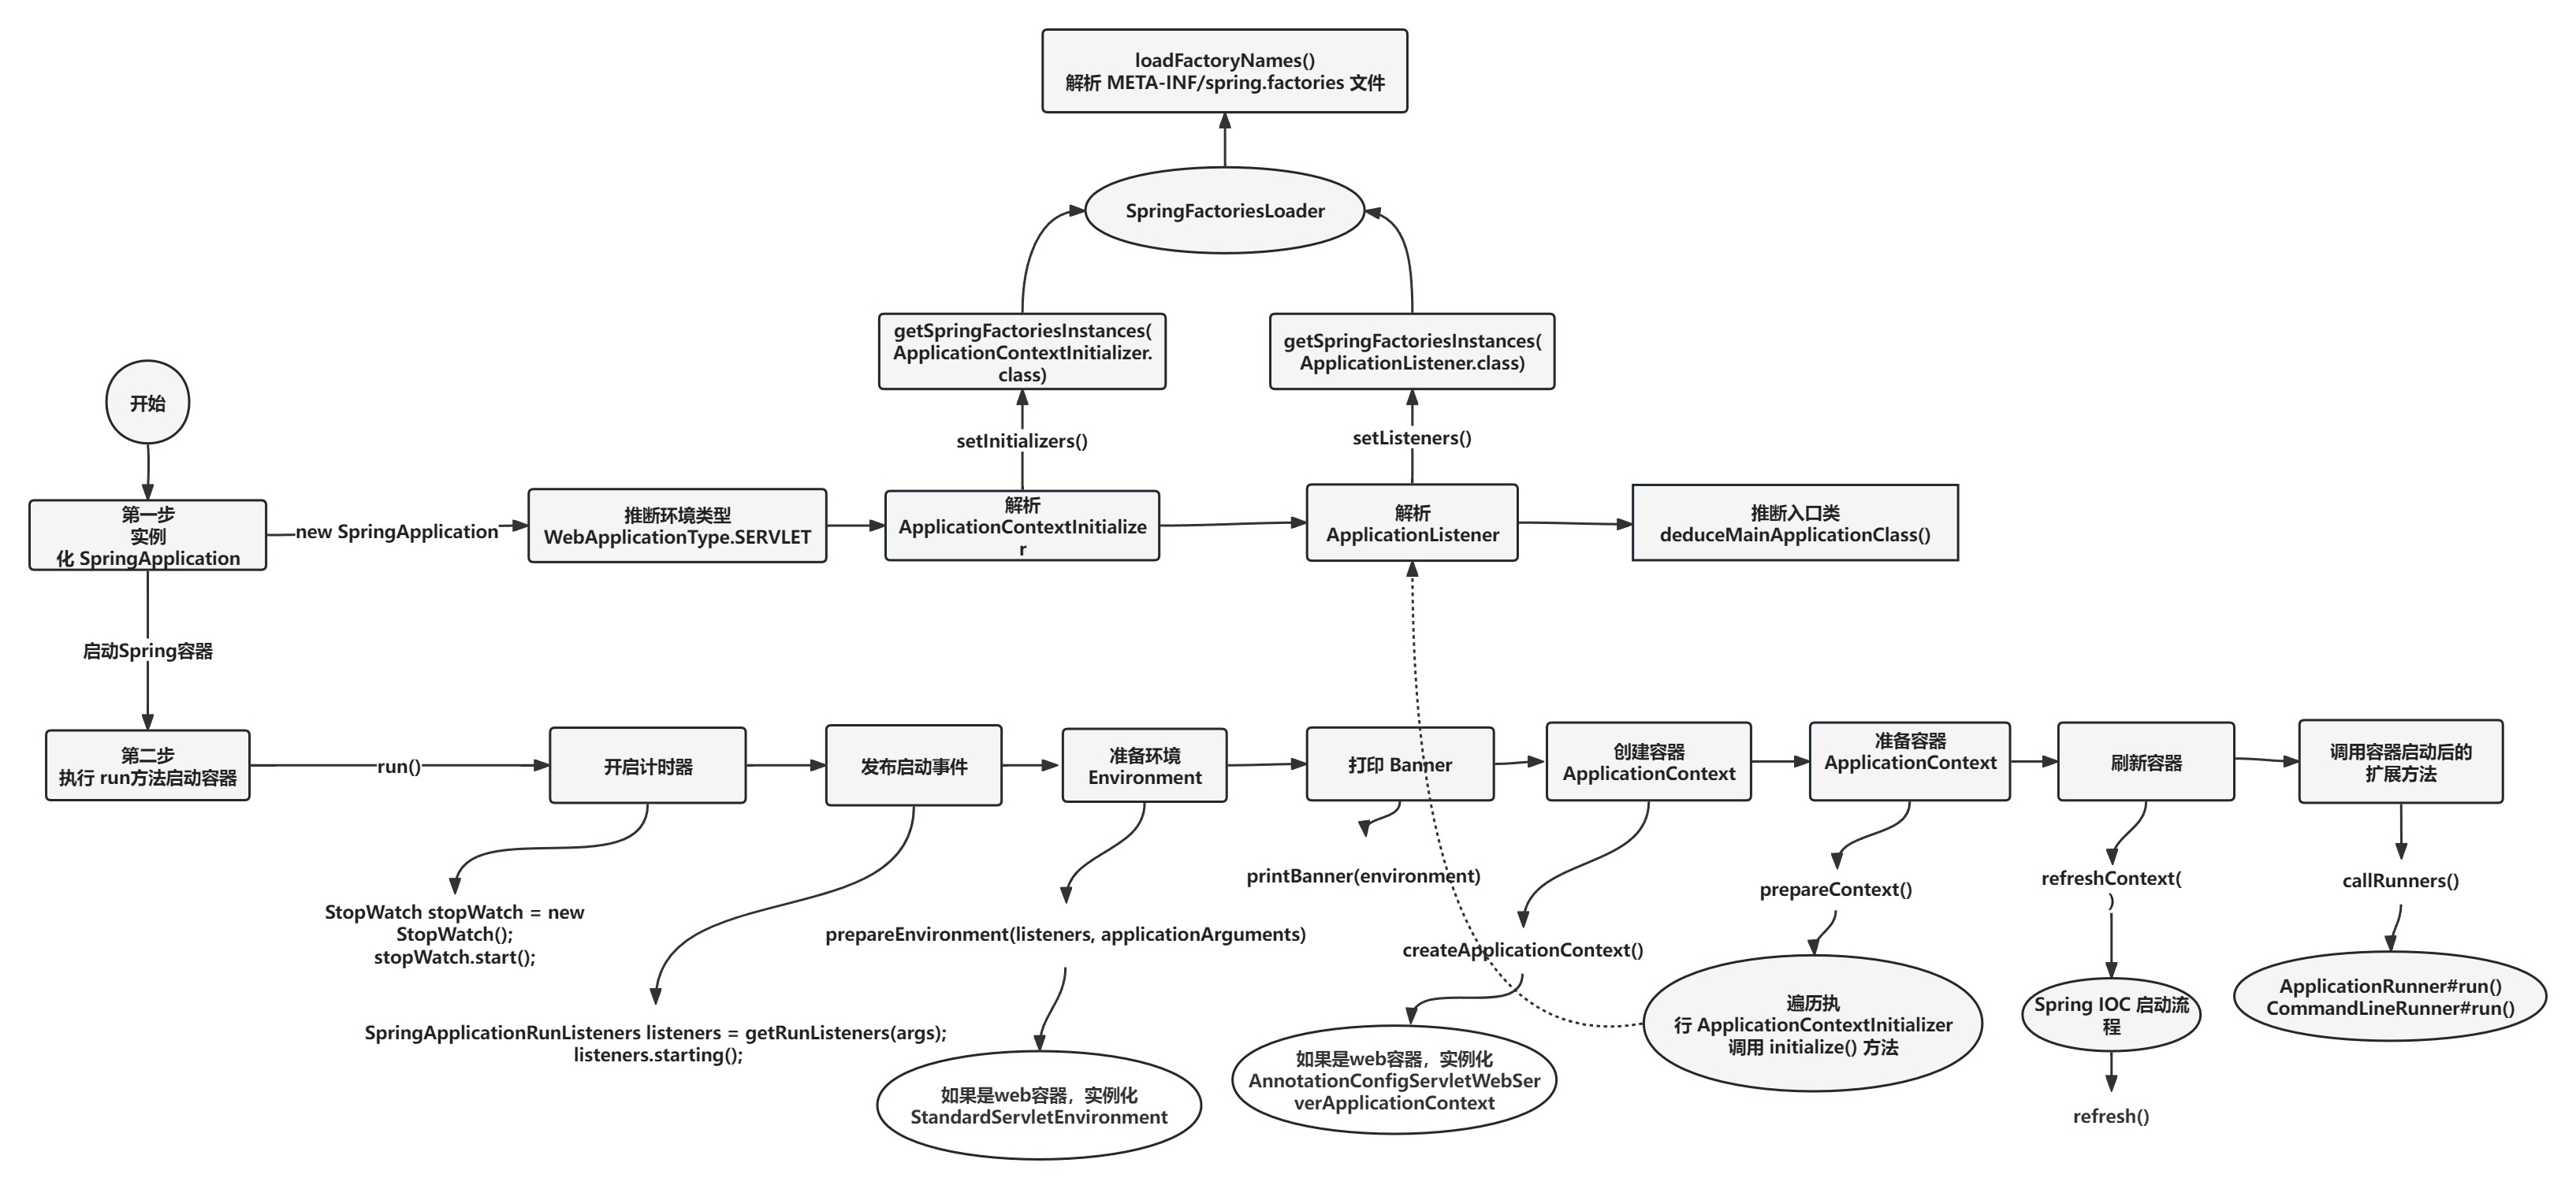 loadFactoryNames()
解析 META-INF/spring.factories 文件
SpringFactoriesLoader
getSpringFactoriesInstances(
ApplicationContextInitializer.
class)
getSpringFactoriesInstances(
ApplicationListener.class)
开始
setInitializers()
setListeners()
第一步
实例
化 SpringApplication
new SpringApplication
推断环境类型
WebApplicationType.SERVLET
解析
ApplicationContextInitialize
r
解析
ApplicationListener
推断入口类
deduceMainApplicationClass()
启动Spring容器
第二步
执行 run方法启动容器
run()
开启计时器
发布启动事件
准备环境
Environment
打印 Banner
创建容器
ApplicationContext
准备容器
ApplicationContext
刷新容器
调用容器启动后的
扩展方法
StopWatch stopWatch = new
StopWatch();
stopWatch.start();
SpringApplicationRunListeners listeners = getRunListeners(args);
listeners.starting();
prepareEnvironment(listeners, applicationArguments)
如果是web容器，实例化
StandardServletEnvironment
printBanner(environment)
createApplicationContext()
如果是web容器，实例化
AnnotationConfigServletWebSer
verApplicationContext
prepareContext()
遍历执
行 ApplicationContextInitializer
调用 initialize() 方法
refreshContext(
)
Spring IOC 启动流
程
refresh()
callRunners()
ApplicationRunner#run()
CommandLineRunner#run()